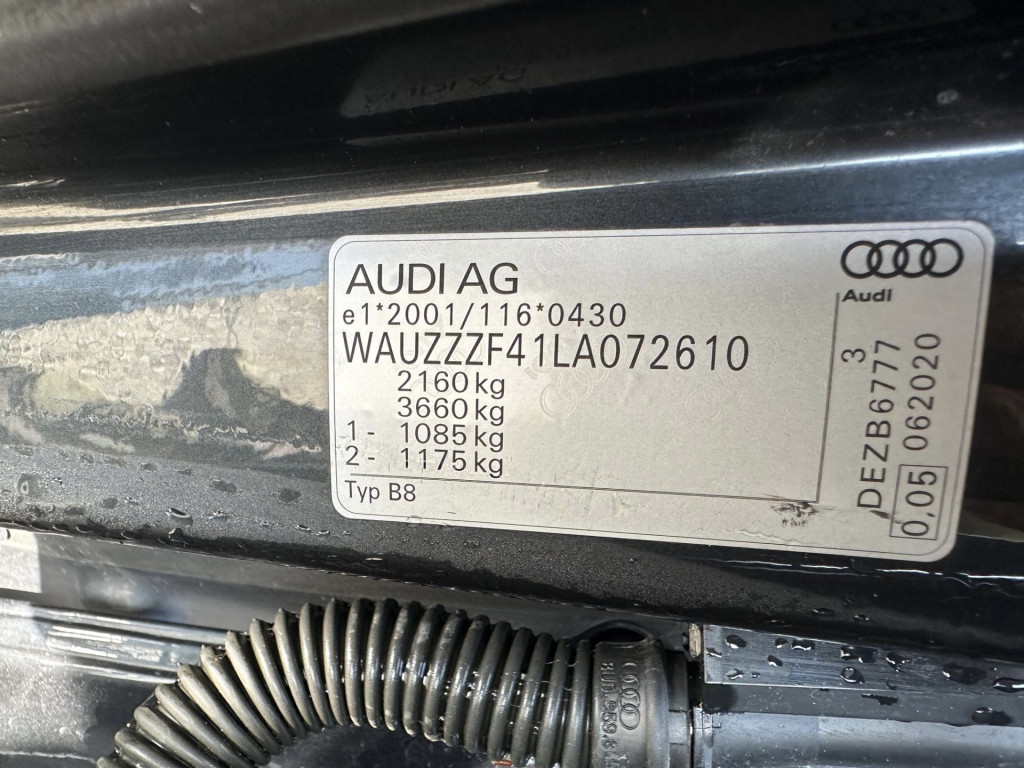 AUDI AG
e1*2001/116*0430
WAUZZZF41LA072610
2160 kg
3660 kg
1 - 1085 kg
2 - 1175 kg
Typ B8
Audi
DEZB6777 3
0,05 062020